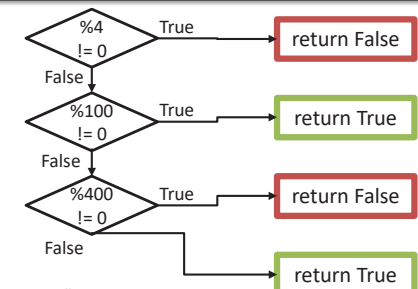 %4
!= 0
True
return False
False
%100
!= 0
True
return True
False
%400
!= 0
True
return False
False
return True